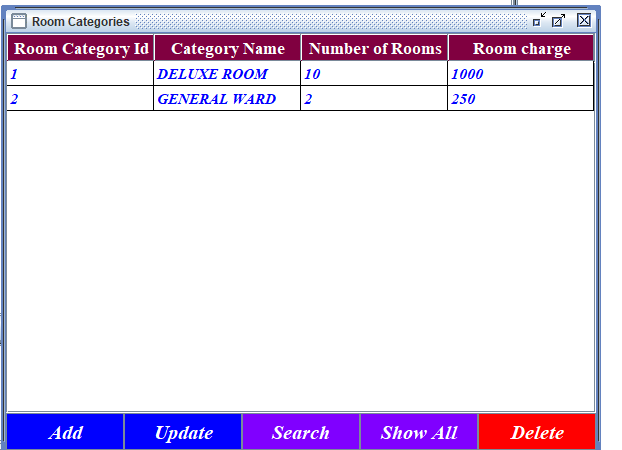 Room Categories
Room Category Id Category Name Number of Rooms Room charge
1 DELUXE ROOM 10 1000
2 GENERAL WARD 2 250
Add Update Search Show All Delete